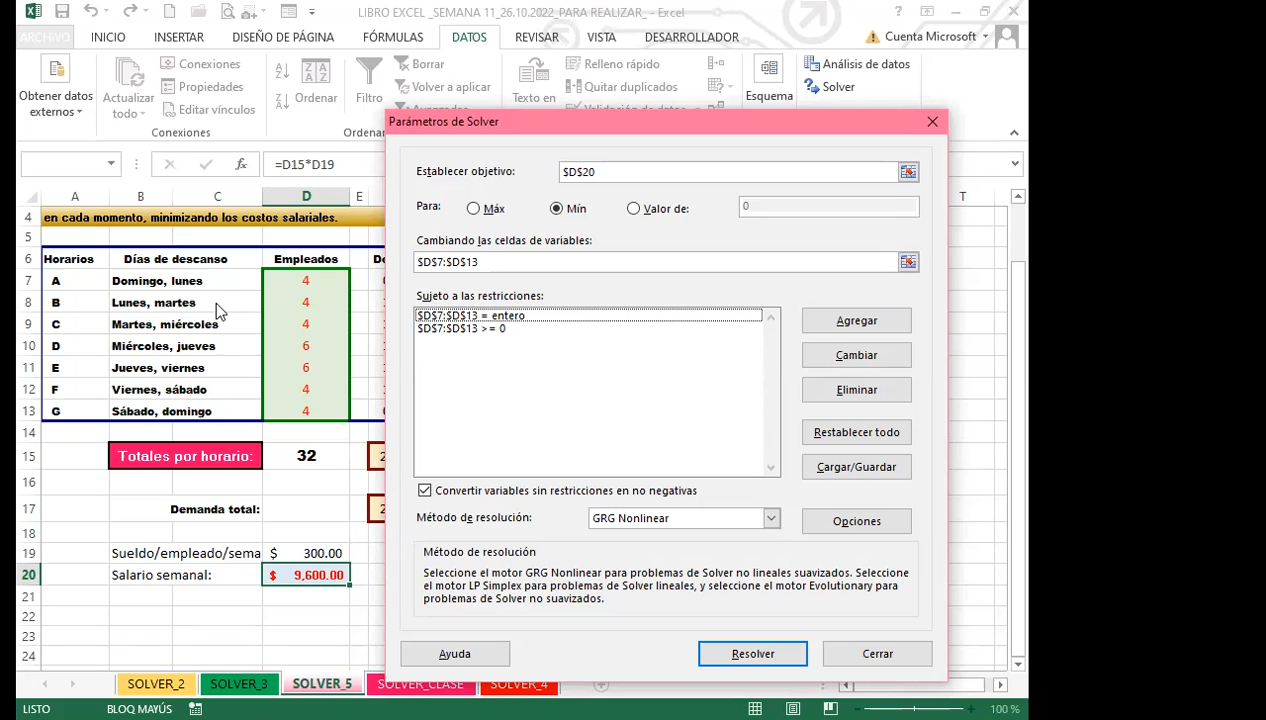 LIBRO EXCEL _SEMANA 11_26.10.2022_PARA REALIZAR_ - Excel
ARCHIVO INICIO INSERTAR DISEÑO DE PÁGINA FÓRMULAS DATOS REVISAR VISTA DESARROLLADOR Cuenta Microsoft
Obtener datos externos
Actualizar todo
Conexiones
Propiedades
Editar vínculos
Conexiones
Ordenar
Filtro
Borrar
Volver a aplicar
Texto en
Relleno rápido
Quitar duplicados
Esquema
Análisis de datos
Solver
fx =D15*D19
A B C D E T
4 en cada momento, minimizando los costos salariales.
5
6 Horarios Días de descanso Empleados
7 A Domingo, lunes 4
8 B Lunes, martes 4
9 C Martes, miércoles 4
10 D Miércoles, jueves 6
11 E Jueves, viernes 6
12 F Viernes, sábado 4
13 G Sábado, domingo 4
14
15 Totales por horario: 32
16
17 Demanda total:
18
19 Sueldo/empleado/sema $ 300.00
20 Salario semanal: $ 9,600.00
21
22
23
24
Parámetros de Solver
Establecer objetivo: $D$20
Para: Máx Mín Valor de: 0
Cambiando las celdas de variables:
$D$7:$D$13
Sujeto a las restricciones:
$D$7:$D$13 = entero
$D$7:$D$13 >= 0
Agregar
Cambiar
Eliminar
Restablecer todo
Cargar/Guardar
Convertir variables sin restricciones en no negativas
Método de resolución: GRG Nonlinear
Opciones
Método de resolución
Seleccione el motor GRG Nonlinear para problemas de Solver no lineales suavizados. Seleccione
el motor LP Simplex para problemas de Solver lineales, y seleccione el motor Evolutionary para
problemas de Solver no suavizados.
Ayuda Resolver Cerrar
SOLVER_2 SOLVER_3 SOLVER_5 SOLVER_CLASE SOLVER_4
LISTO BLOQ MAYÚS 100 %